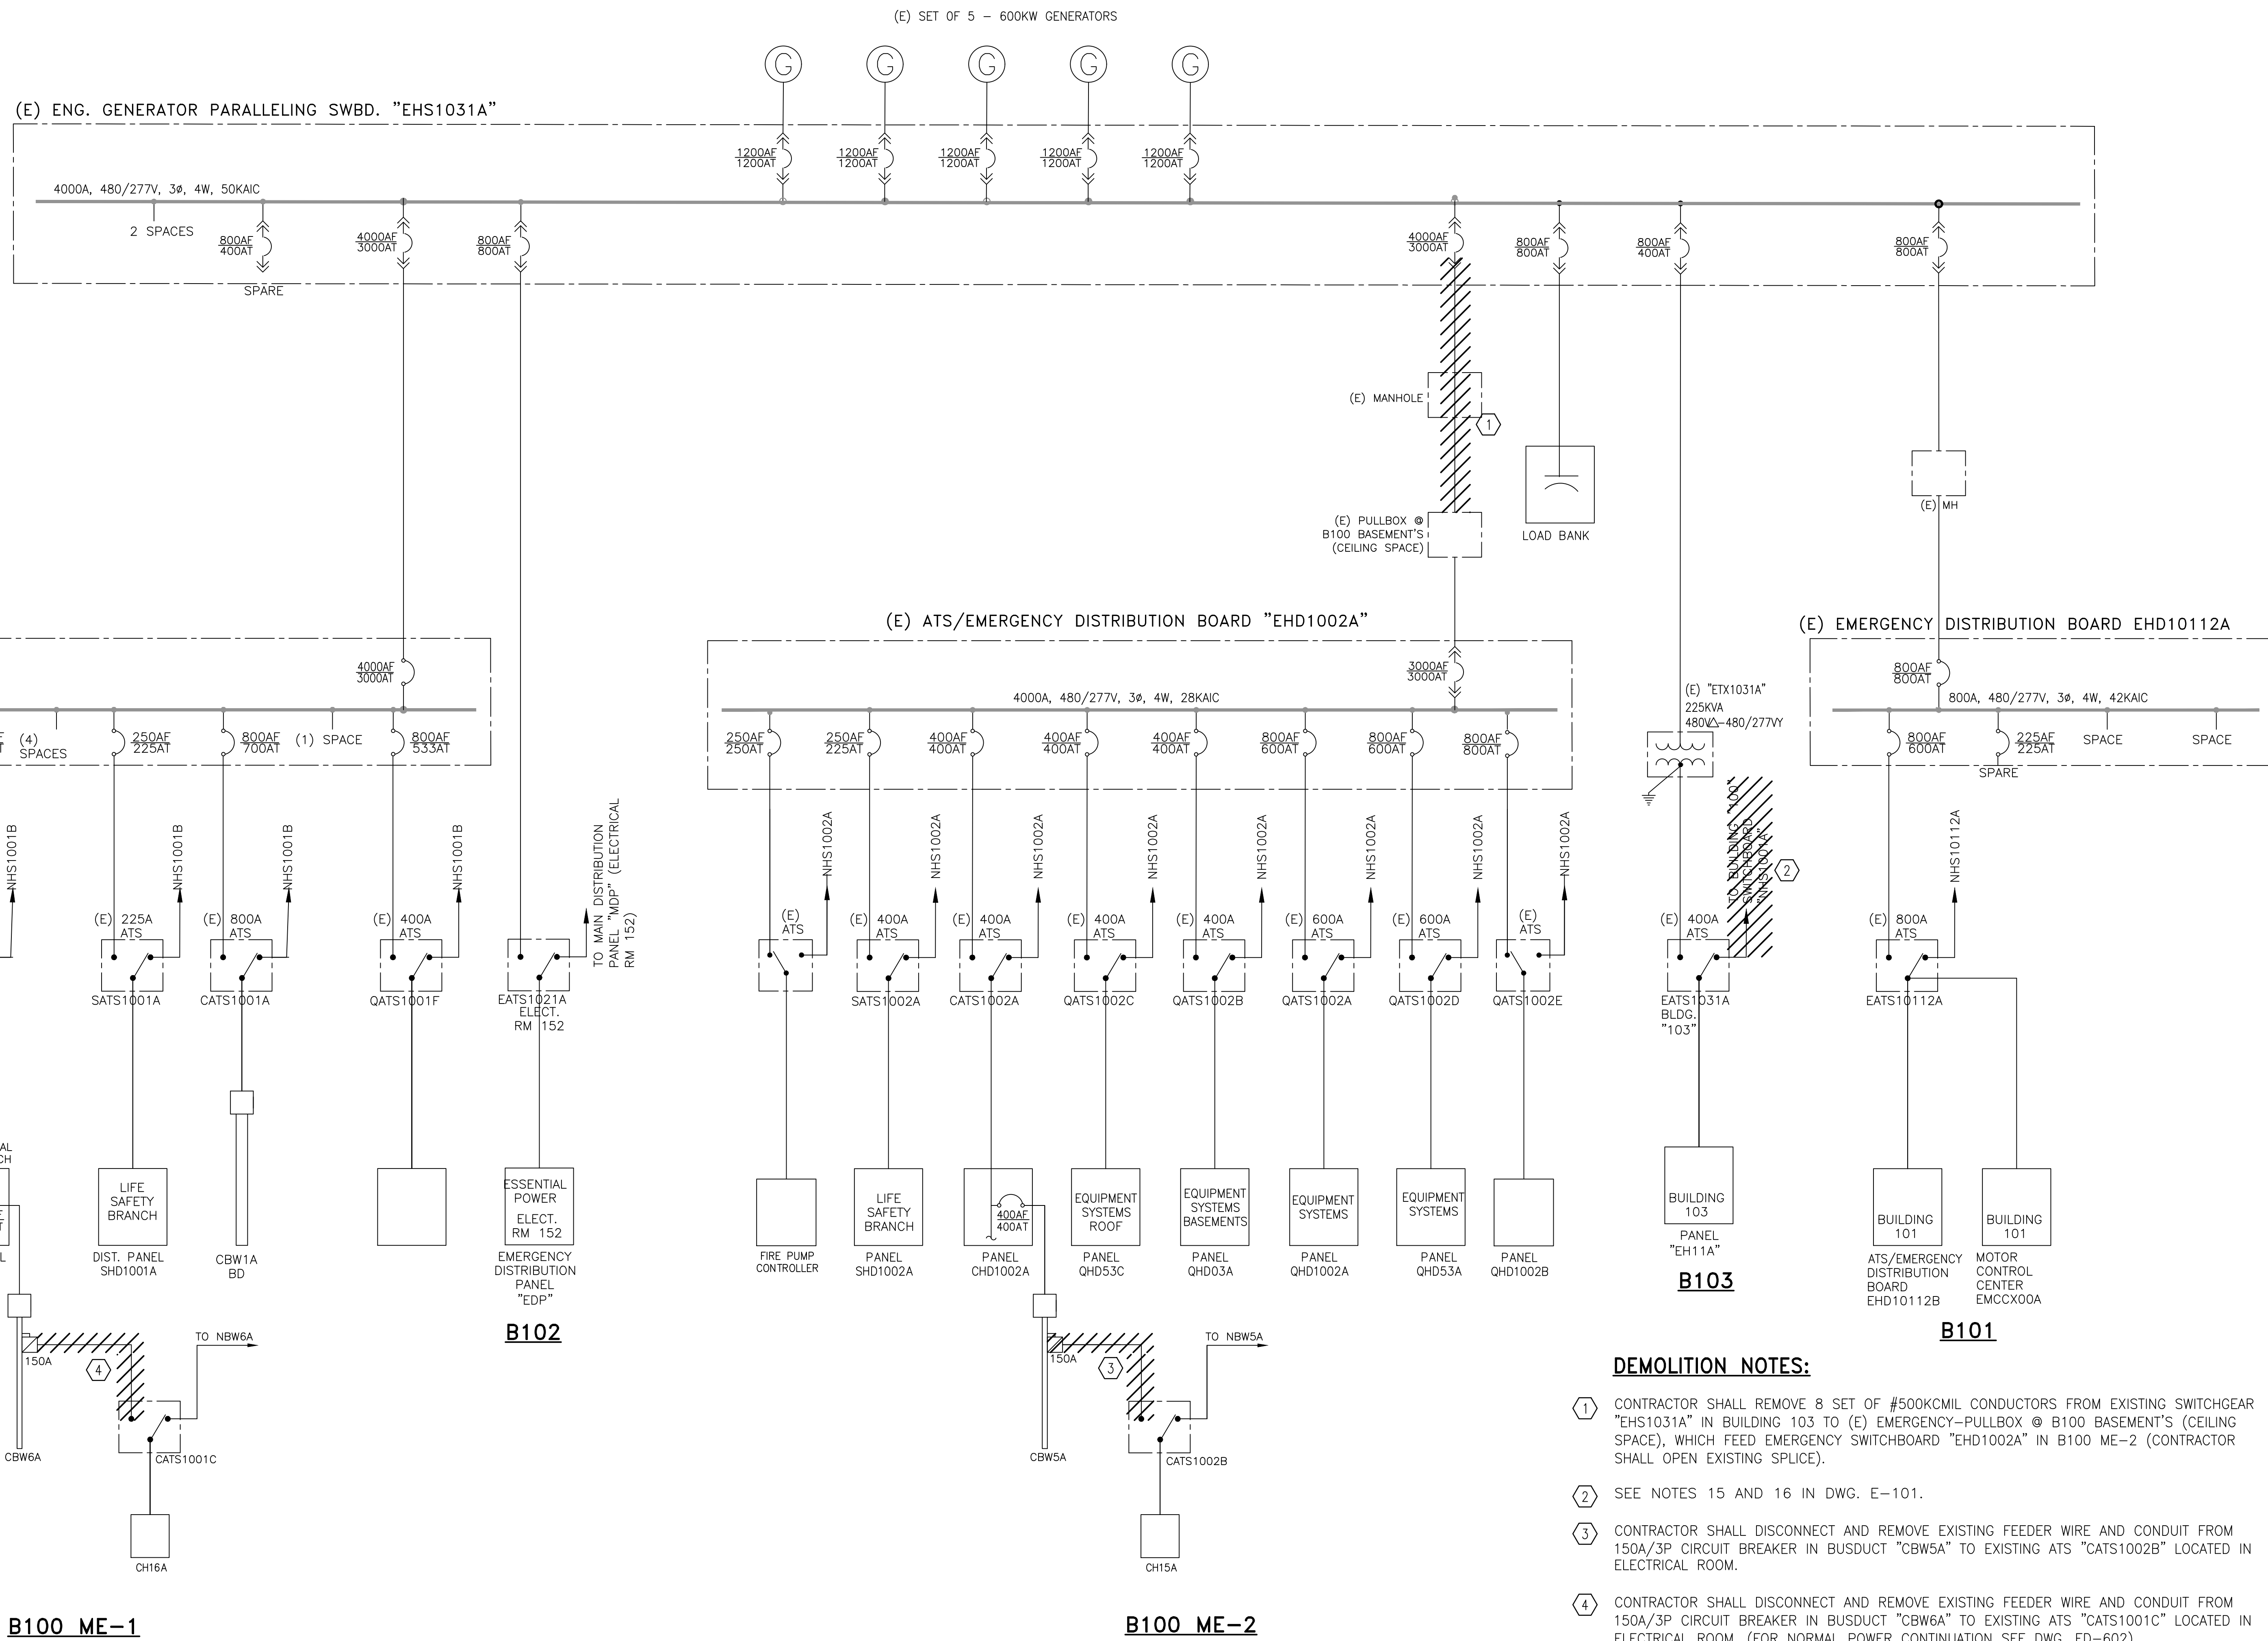 (E) SET OF 5 – 600KW GENERATORS
G G G G G
(E) ENG. GENERATOR PARALLELING SWBD. "EHS1031A"
1200AF
1200AT
1200AF
1200AT
1200AF
1200AT
1200AF
1200AT
1200AF
1200AT
4000A, 480/277V, 3ø, 4W, 50KAIC
2 SPACES
800AF
400AT
SPARE
4000AF
3000AT
800AF
800AT
4000AF
3000AT
800AF
800AT
800AF
400AT
800AF
800AT
(E) MANHOLE
1
(E) PULLBOX @
B100 BASEMENT'S
(CEILING SPACE)
LOAD BANK
(E) MH
4000AF
3000AT
(4)
SPACES
250AF
225AT
800AF
700AT
(1) SPACE
800AF
533AT
NHS1001B
NHS1001B
NHS1001B
NHS1001B
(E) 225A
ATS
SATS1001A
(E) 800A
ATS
CATS1001A
(E) 400A
ATS
QATS1001F
EATS1021A
ELECT.
RM 152
TO MAIN DISTRIBUTION
PANEL "MDP" (ELECTRICAL
RM 152)
LIFE
SAFETY
BRANCH
DIST. PANEL
SHD1001A
CBW1A
BD
ESSENTIAL
POWER
ELECT.
RM 152
EMERGENCY
DISTRIBUTION
PANEL
"EDP"
B102
150A
4
TO NBW6A
CBW6A
CATS1001C
CH16A
B100 ME–1
(E) ATS/EMERGENCY DISTRIBUTION BOARD "EHD1002A"
3000AF
3000AT
4000A, 480/277V, 3ø, 4W, 28KAIC
250AF
250AT
250AF
225AT
400AF
400AT
400AF
400AT
400AF
400AT
800AF
600AT
800AF
600AT
800AF
800AT
NHS1002A
NHS1002A
NHS1002A
NHS1002A
NHS1002A
NHS1002A
NHS1002A
NHS1002A
(E)
ATS
(E) 400A
ATS
SATS1002A
(E) 400A
ATS
CATS1002A
(E) 400A
ATS
QATS1002C
(E) 400A
ATS
QATS1002B
(E) 600A
ATS
QATS1002A
(E) 600A
ATS
QATS1002D
(E)
ATS
QATS1002E
FIRE PUMP
CONTROLLER
LIFE
SAFETY
BRANCH
PANEL
SHD1002A
400AF
400AT
PANEL
CHD1002A
EQUIPMENT
SYSTEMS
ROOF
PANEL
QHD53C
EQUIPMENT
SYSTEMS
BASEMENTS
PANEL
QHD03A
EQUIPMENT
SYSTEMS
PANEL
QHD1002A
EQUIPMENT
SYSTEMS
PANEL
QHD53A
PANEL
QHD1002B
150A
3
TO NBW5A
CBW5A
CATS1002B
CH15A
B100 ME–2
(E) "ETX1031A"
225KVA
480V△–480/277VY
TO BUILDING "100"
SWITCHBOARD
"NHS1001A"
2
(E) 400A
ATS
EATS1031A
BLDG.
"103"
BUILDING
103
PANEL
"EH11A"
B103
(E) EMERGENCY DISTRIBUTION BOARD EHD10112A
800AF
800AT
800A, 480/277V, 3ø, 4W, 42KAIC
800AF
600AT
225AF
225AT
SPARE
SPACE
SPACE
NHS10112A
(E) 800A
ATS
EATS10112A
BUILDING
101
ATS/EMERGENCY
DISTRIBUTION
BOARD
EHD10112B
BUILDING
101
MOTOR
CONTROL
CENTER
EMCCX00A
B101
DEMOLITION NOTES:
1 CONTRACTOR SHALL REMOVE 8 SET OF #500KCMIL CONDUCTORS FROM EXISTING SWITCHGEAR
"EHS1031A" IN BUILDING 103 TO (E) EMERGENCY–PULLBOX @ B100 BASEMENT'S (CEILING
SPACE), WHICH FEED EMERGENCY SWITCHBOARD "EHD1002A" IN B100 ME–2 (CONTRACTOR
SHALL OPEN EXISTING SPLICE).
2 SEE NOTES 15 AND 16 IN DWG. E–101.
3 CONTRACTOR SHALL DISCONNECT AND REMOVE EXISTING FEEDER WIRE AND CONDUIT FROM
150A/3P CIRCUIT BREAKER IN BUSDUCT "CBW5A" TO EXISTING ATS "CATS1002B" LOCATED IN
ELECTRICAL ROOM.
4 CONTRACTOR SHALL DISCONNECT AND REMOVE EXISTING FEEDER WIRE AND CONDUIT FROM
150A/3P CIRCUIT BREAKER IN BUSDUCT "CBW6A" TO EXISTING ATS "CATS1001C" LOCATED IN
ELECTRICAL ROOM. (FOR NORMAL POWER CONTINUATION SEE DWG. ED–602)